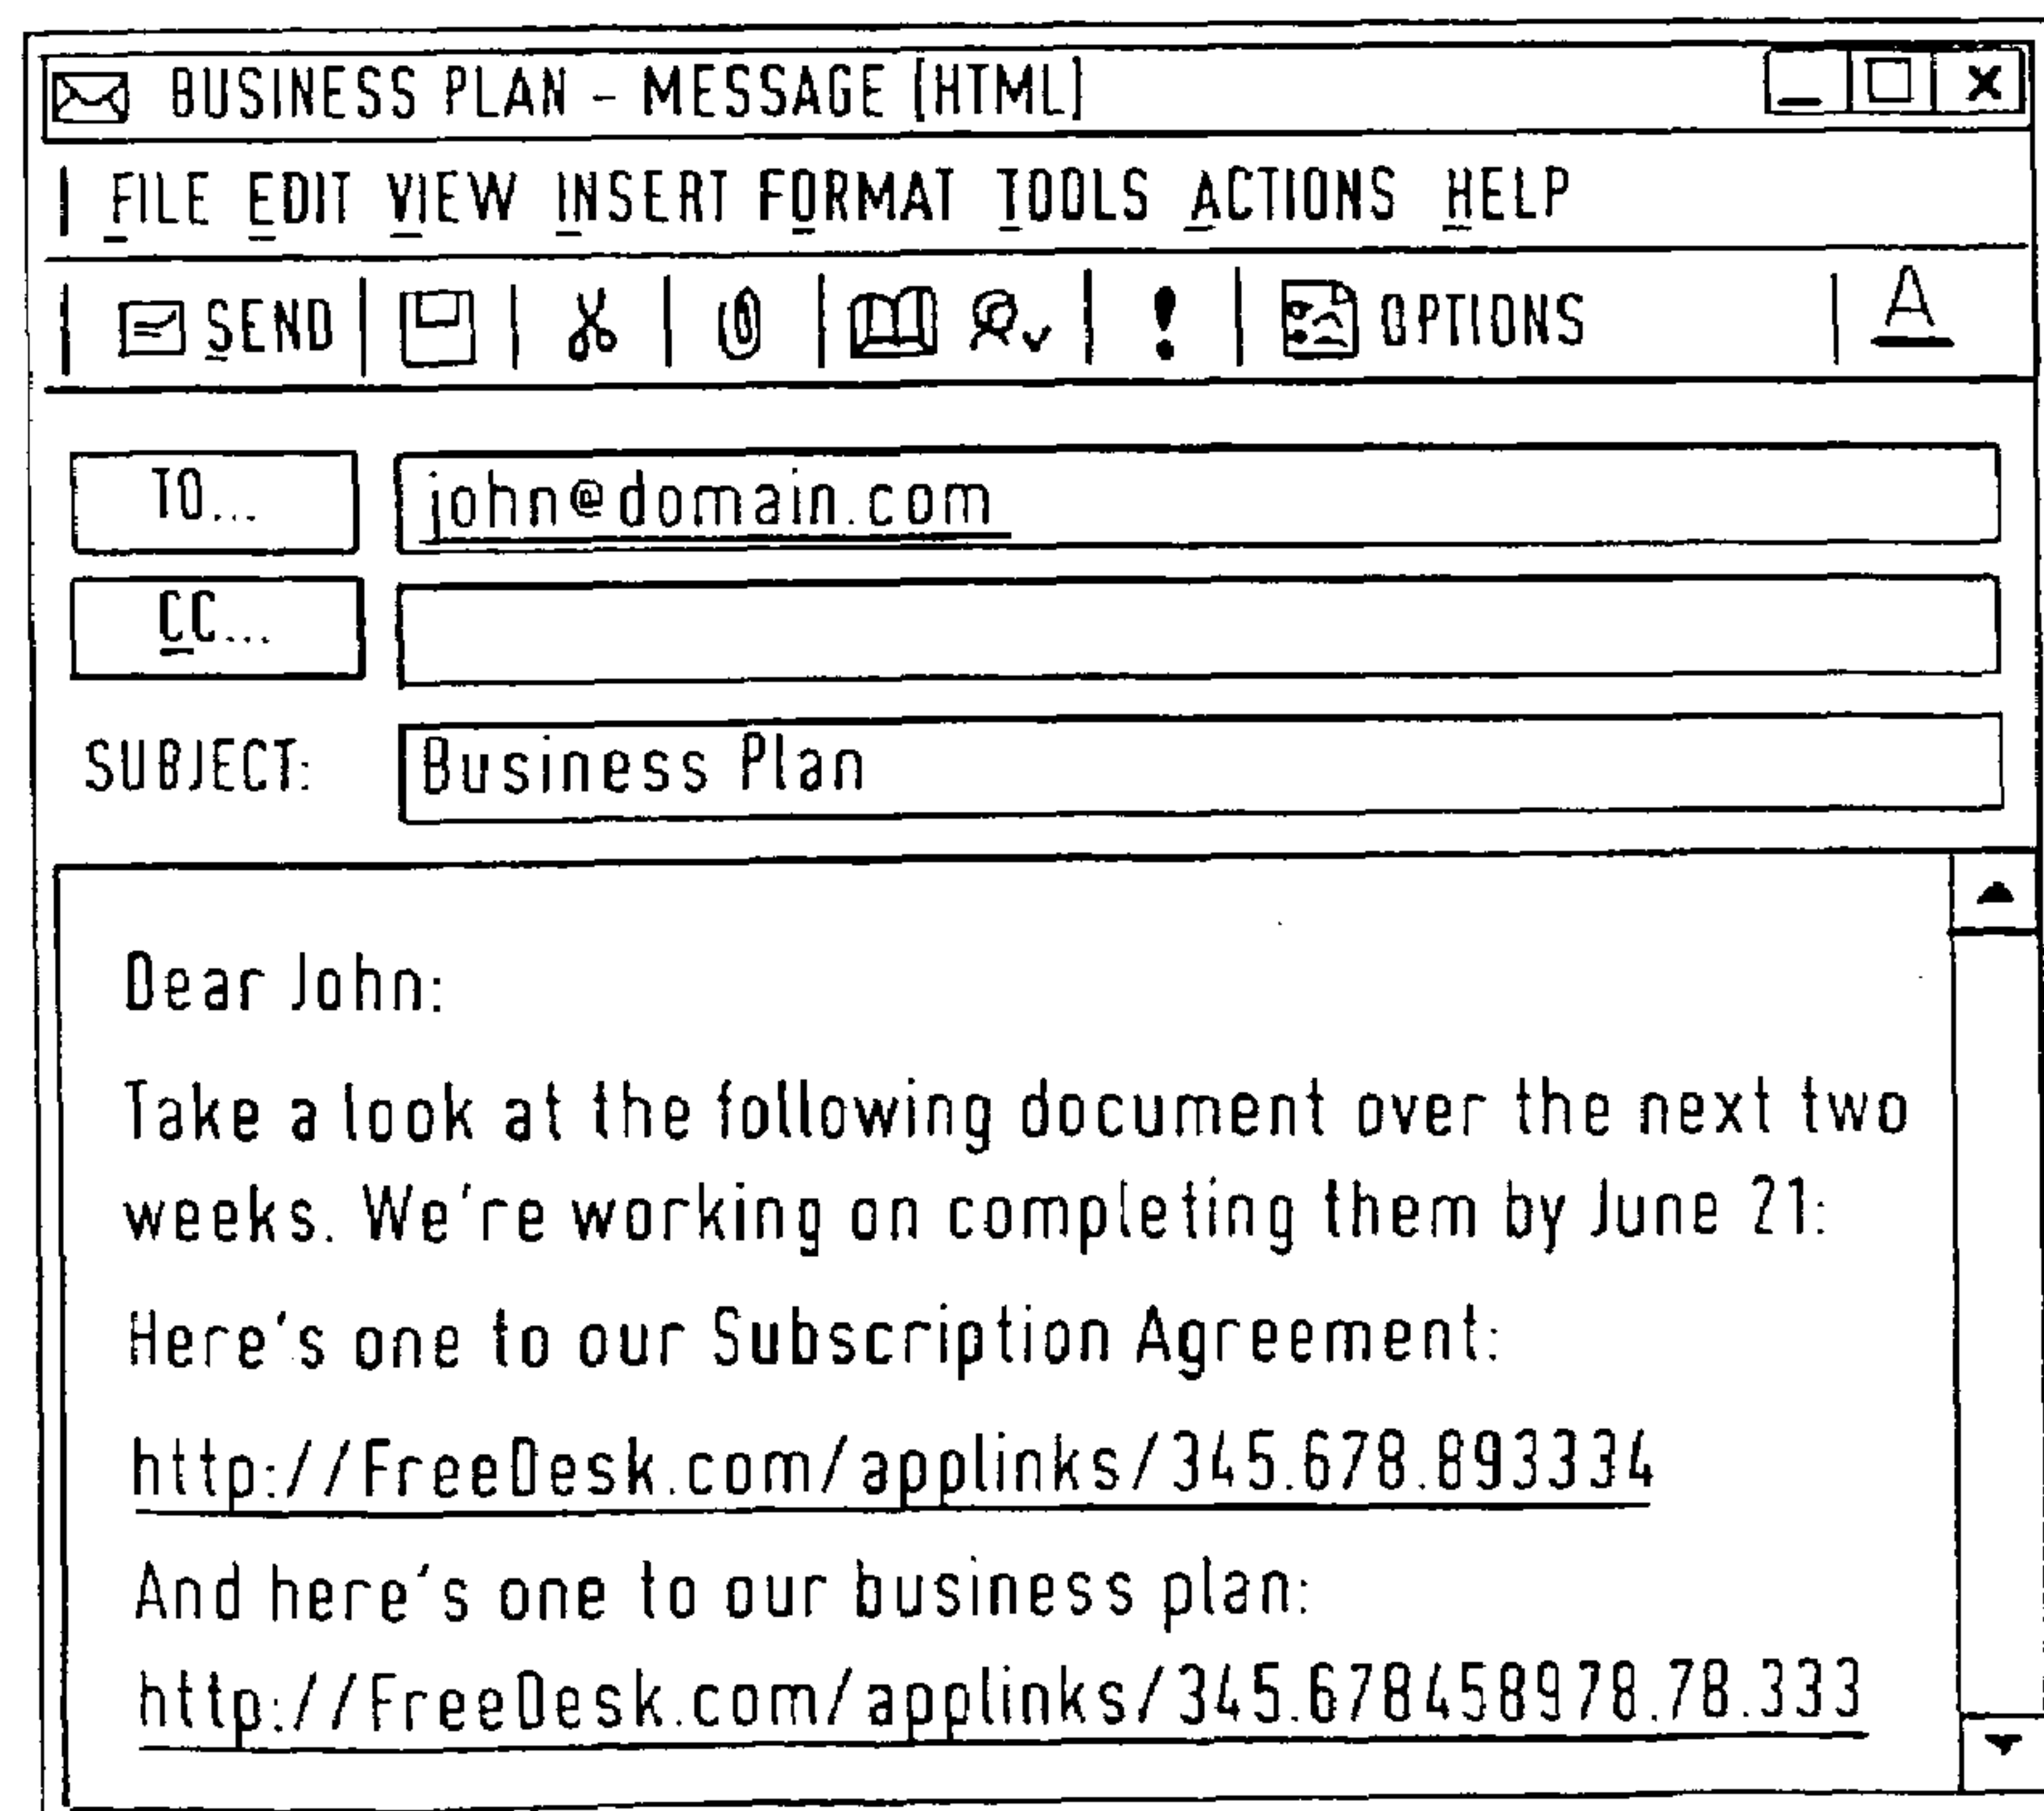 BUSINESS PLAN - MESSAGE (HTML)
FILE EDIT VIEW INSERT FORMAT TOOLS ACTIONS HELP
SEND ! OPTIONS A
TO... john@domain.com
CC...
SUBJECT: Business Plan
Dear John:
Take a look at the following document over the next two
weeks. We're working on completing them by June 21:
Here's one to our Subscription Agreement:
http://FreeDesk.com/applinks/345.678.893334
And here's one to our business plan:
http://FreeDesk.com/applinks/345.678458978.78.333